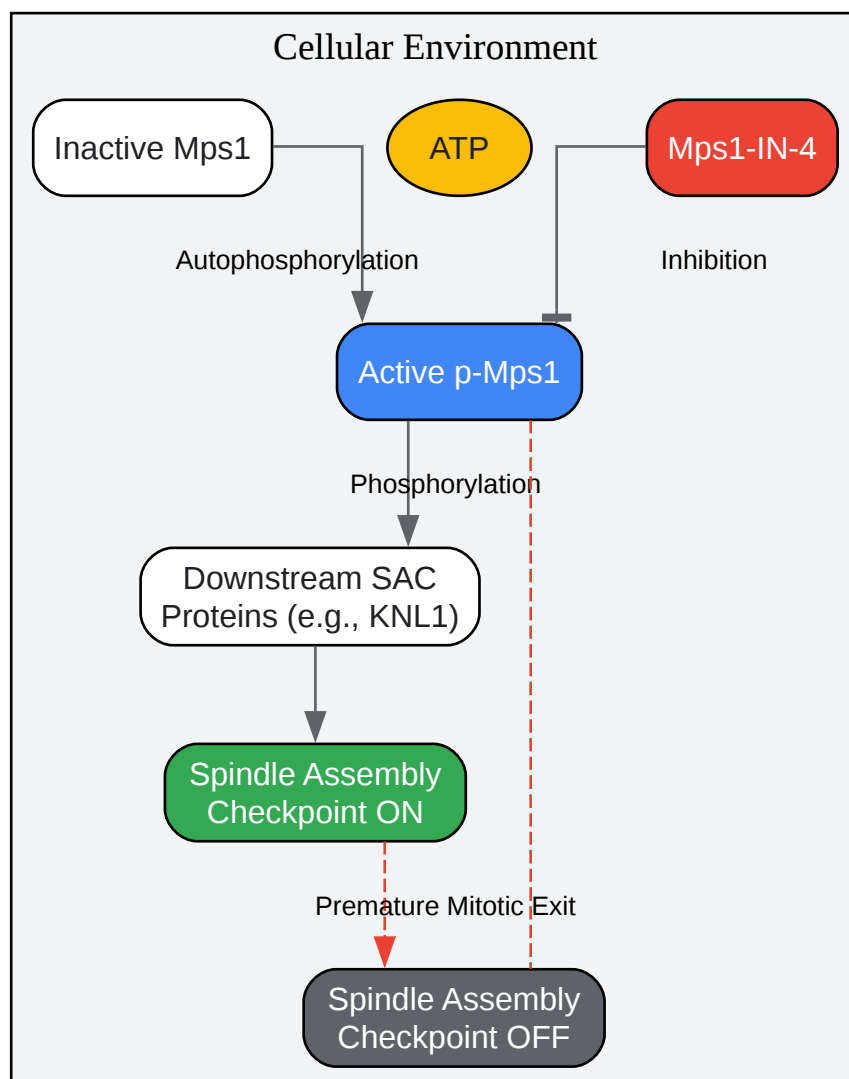 Cellular Environment
Inactive Mps1
ATP
Mps1-IN-4
Autophosphorylation
Inhibition
Active p-Mps1
Phosphorylation
Downstream SAC
Proteins (e.g., KNL1)
Spindle Assembly
Checkpoint ON
Premature Mitotic Exit
Spindle Assembly
Checkpoint OFF